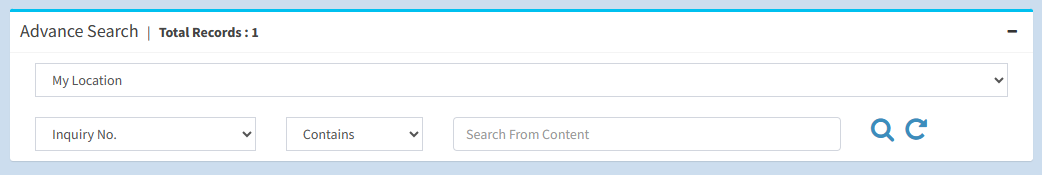 Advance Search | Total Records : 1
My Location
Inquiry No. Contains Search From Content